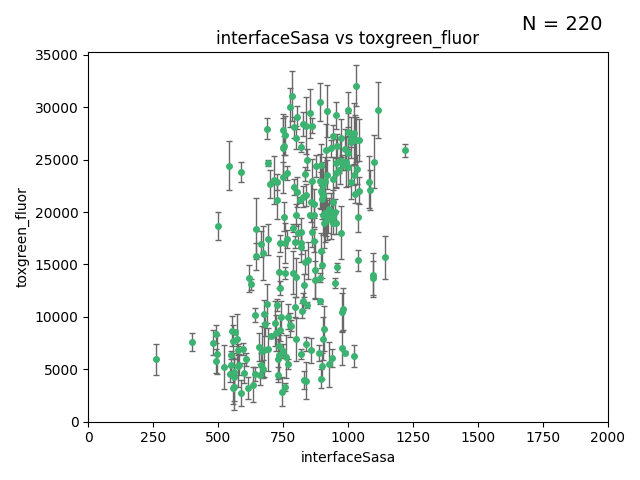 N = 220
interfaceSasa vs toxgreen_fluor
35000
30000
25000
20000
15000
10000
5000
0
toxgreen_fluor
0 250 500 750 1000 1250 1500 1750 2000
interfaceSasa